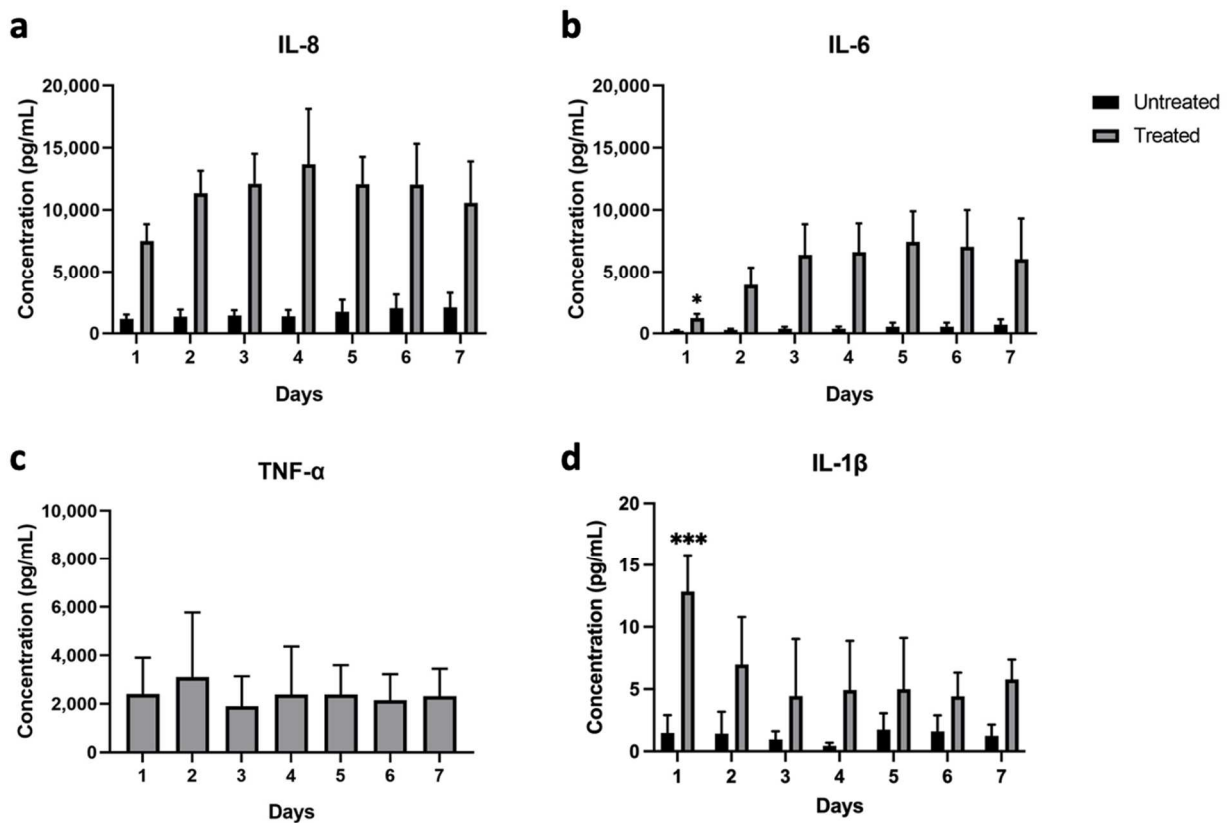 a
IL-8
20,000
15,000
10,000
5,000
0
Concentration (pg/mL)
1 2 3 4 5 6 7
Days
b
IL-6
20,000
15,000
10,000
5,000
0
Concentration (pg/mL)
*
1 2 3 4 5 6 7
Days
Untreated
Treated
c
TNF-α
10,000
8,000
6,000
4,000
2,000
0
Concentration (pg/mL)
1 2 3 4 5 6 7
Days
d
IL-1β
20
15
10
5
0
Concentration (pg/mL)
***
1 2 3 4 5 6 7
Days